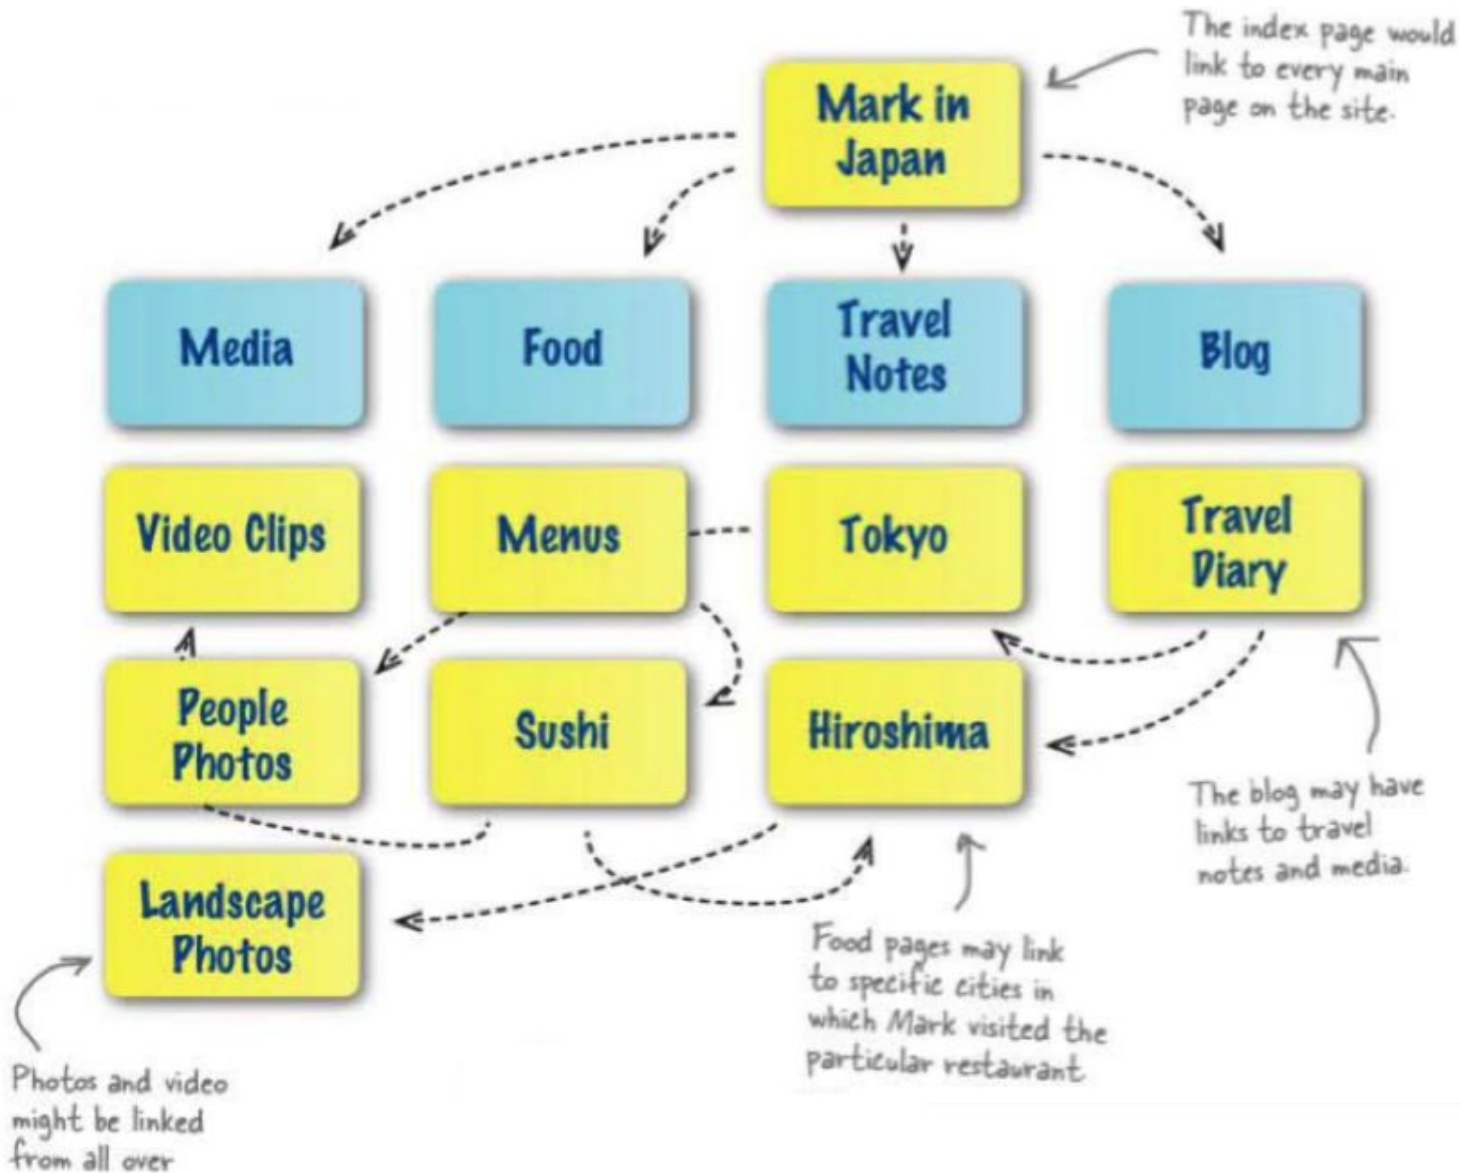 The index page would
link to every main
page on the site.
Mark in
Japan
Media
Food
Travel
Notes
Blog
Video Clips
Menus
Tokyo
Travel
Diary
People
Photos
Sushi
Hiroshima
The blog may have
links to travel
notes and media.
Landscape
Photos
Food pages may link
to specific cities in
which Mark visited the
particular restaurant
Photos and video
might be linked
from all over